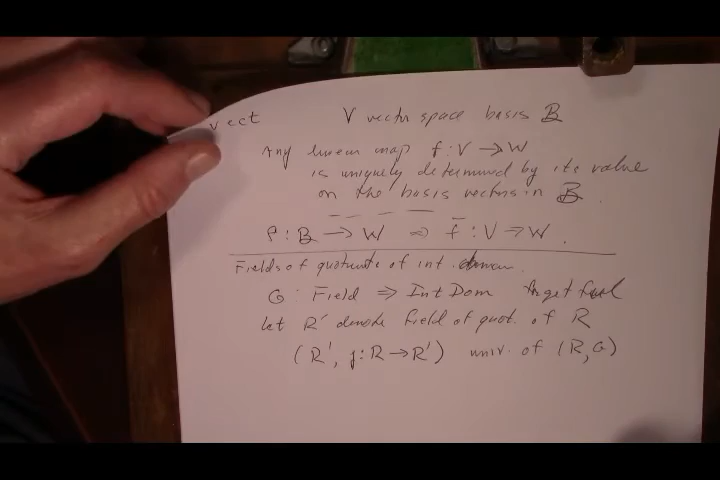 vect V vector space basis B
Any linear map f : V → W
is uniquely determined by its value
on the basis vectors in B.
f : B → W ⇒ f̅ : V → W.
Fields of quotients of int. domain.
G : Field ⇒ Int Dom forget ful
let R' denote field of quot. of R
(R', j: R → R') univ. of (R, G)